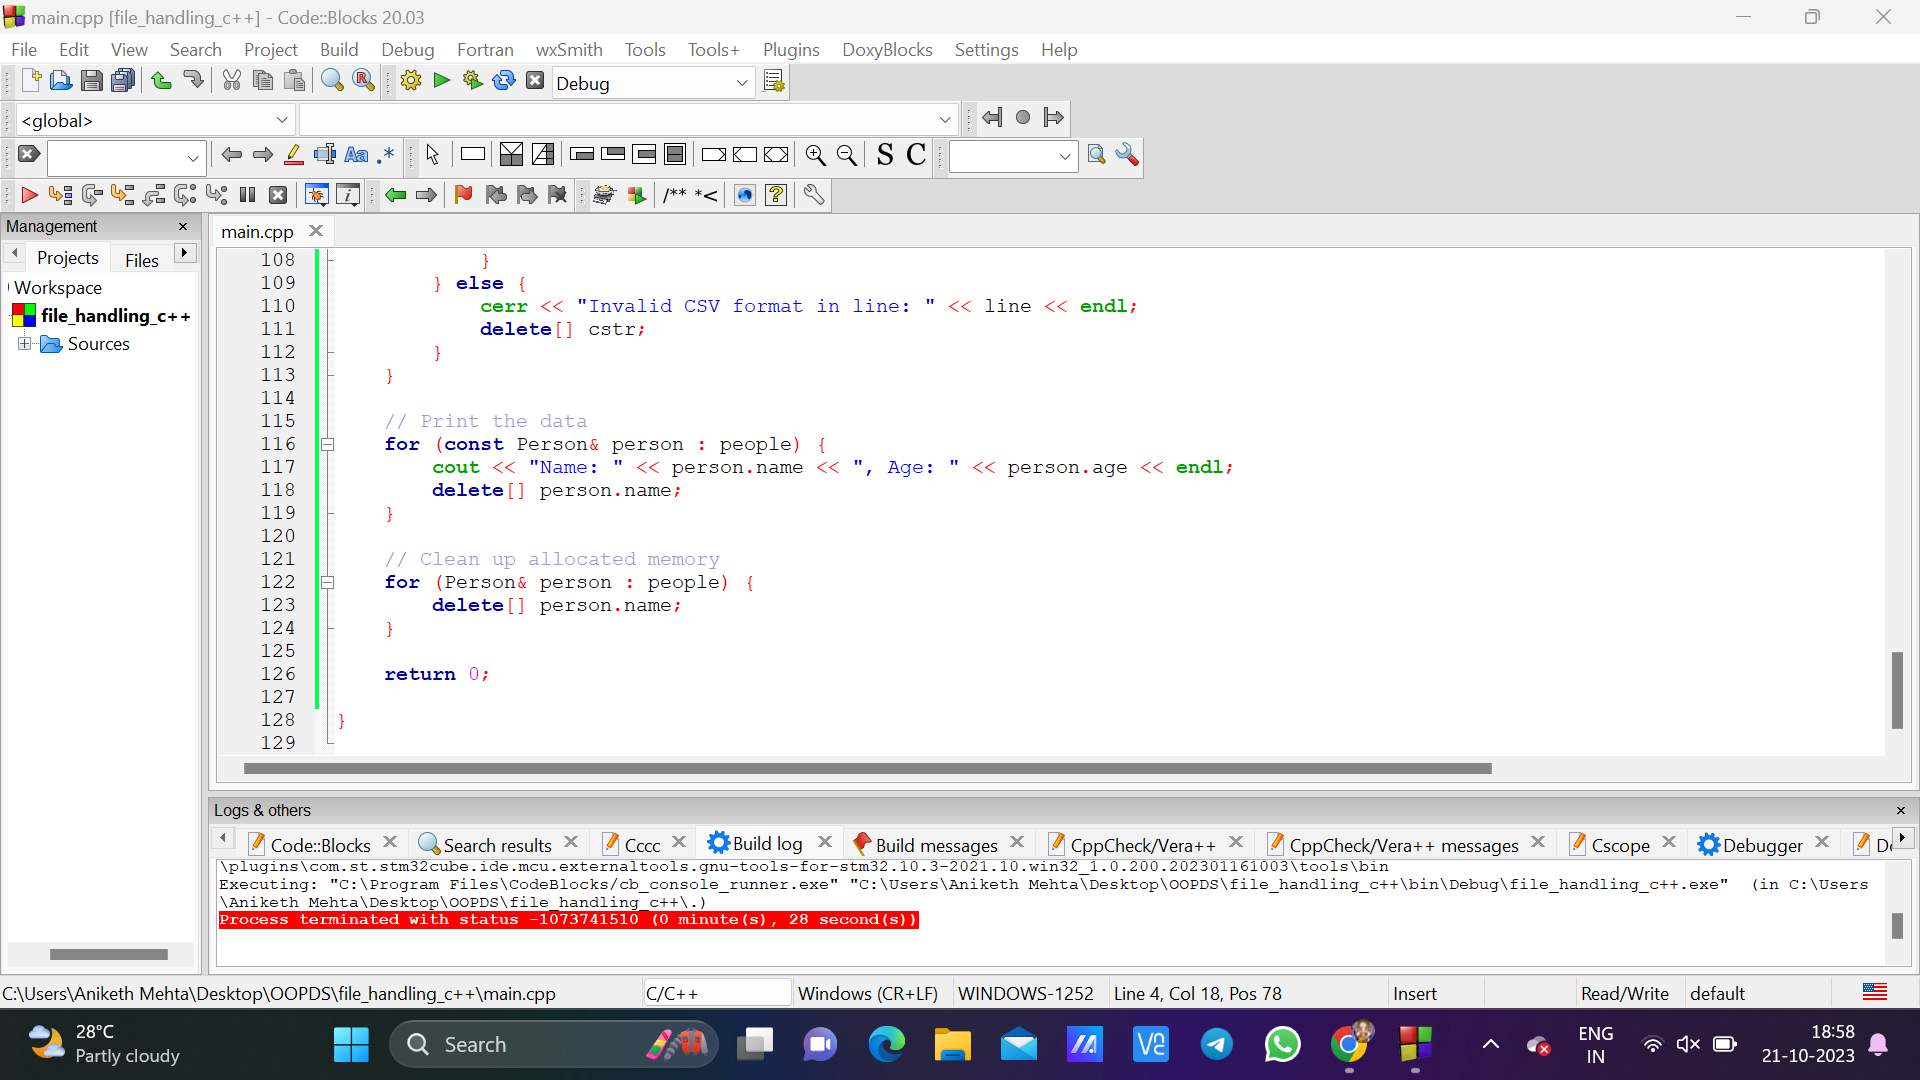 main.cpp [file_handling_c++] - Code::Blocks 20.03
File Edit View Search Project Build Debug Fortran wxSmith Tools Tools+ Plugins DoxyBlocks Settings Help
Debug
<global>
Aa .*
S C
/** *<
Management
main.cpp
Projects Files
Workspace
file_handling_c++
Sources
108 }
109 } else {
110 cerr << "Invalid CSV format in line: " << line << endl;
111 delete[] cstr;
112 }
113 }
114
115 // Print the data
116 for (const Person& person : people) {
117 cout << "Name: " << person.name << ", Age: " << person.age << endl;
118 delete[] person.name;
119 }
120
121 // Clean up allocated memory
122 for (Person& person : people) {
123 delete[] person.name;
124 }
125
126 return 0;
127
128 }
129
Logs & others
Code::Blocks Search results Cccc Build log Build messages CppCheck/Vera++ CppCheck/Vera++ messages Cscope Debugger
\plugins\com.st.stm32cube.ide.mcu.externaltools.gnu-tools-for-stm32.10.3-2021.10.win32_1.0.200.202301161003\tools\bin
Executing: "C:\Program Files\CodeBlocks/cb_console_runner.exe" "C:\Users\Aniketh Mehta\Desktop\OOPDS\file_handling_c++\bin\Debug\file_handling_c++.exe" (in C:\Users
\Aniketh Mehta\Desktop\OOPDS\file_handling_c++\.)
Process terminated with status -1073741510 (0 minute(s), 28 second(s))
C:\Users\Aniketh Mehta\Desktop\OOPDS\file_handling_c++\main.cpp C/C++ Windows (CR+LF) WINDOWS-1252 Line 4, Col 18, Pos 78 Insert Read/Write default
28°C
Partly cloudy
Search
ENG
IN
18:58
21-10-2023